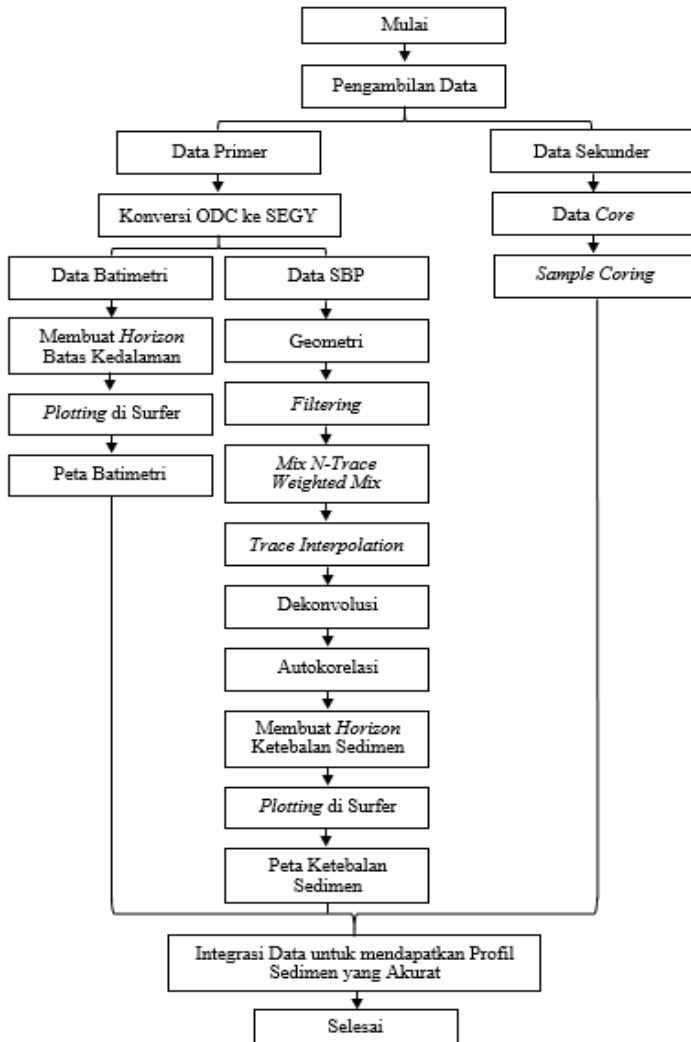 Mulai
Pengambilan Data
Data Primer
Data Sekunder
Konversi ODC ke SEGY
Data Core
Data Batimetri
Data SBP
Sample Coring
Membuat Horizon
Batas Kedalaman
Geometri
Filtering
Plotting di Surfer
Mix N-Trace
Weighted Mix
Peta Batimetri
Trace Interpolation
Dekonvolusi
Autokorelasi
Membuat Horizon
Ketebalan Sedimen
Plotting di Surfer
Peta Ketebalan
Sedimen
Integrasi Data untuk mendapatkan Profil
Sedimen yang Akurat
Selesai